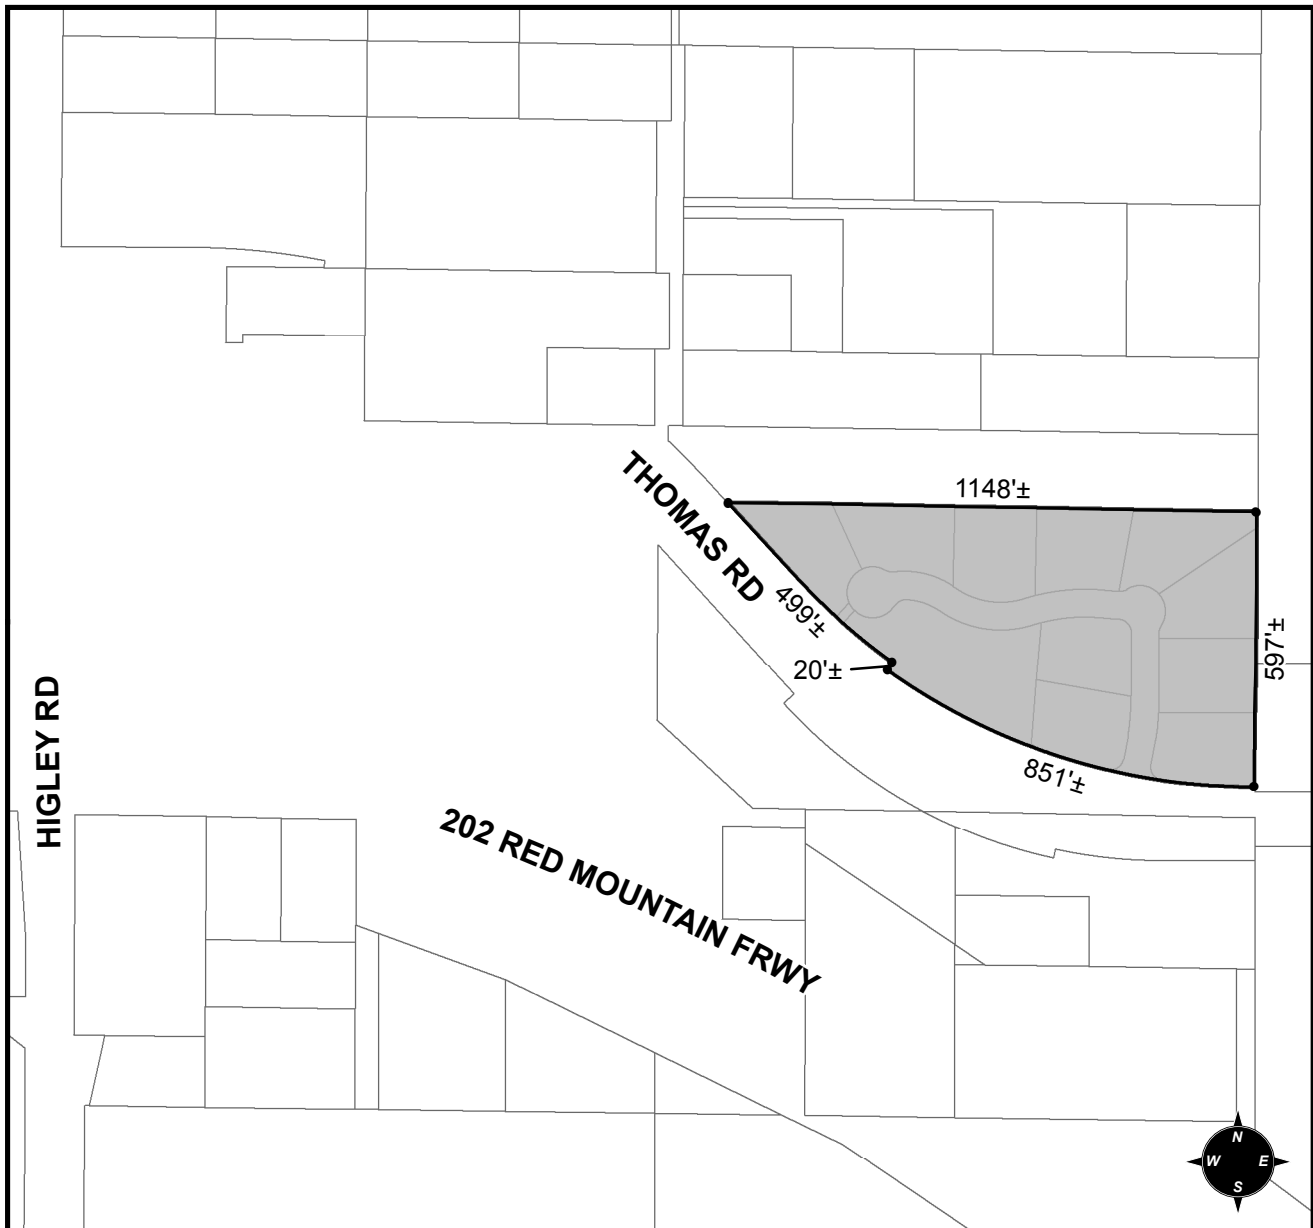 1148'±
THOMAS RD
499'±
597'±
20'±
HIGLEY RD
851'±
202 RED MOUNTAIN FRWY
N
W E
S